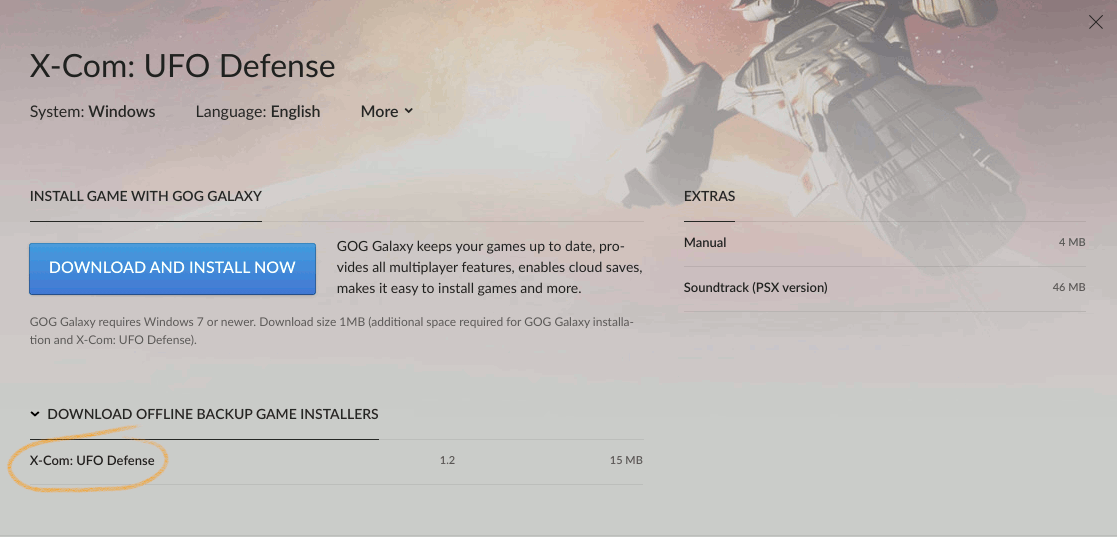 X-Com: UFO Defense
System: Windows Language: English More
INSTALL GAME WITH GOG GALAXY
DOWNLOAD AND INSTALL NOW
GOG Galaxy keeps your games up to date, pro-
vides all multiplayer features, enables cloud saves,
makes it easy to install games and more.
GOG Galaxy requires Windows 7 or newer. Download size 1MB (additional space required for GOG Galaxy installa-
tion and X-Com: UFO Defense).
EXTRAS
Manual 4 MB
Soundtrack (PSX version) 46 MB
DOWNLOAD OFFLINE BACKUP GAME INSTALLERS
X-Com: UFO Defense 1.2 15 MB